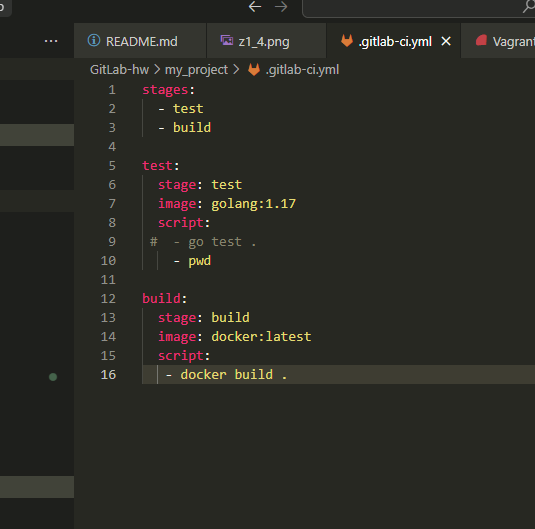 README.md z1_4.png .gitlab-ci.yml Vagrant
GitLab-hw > my_project > .gitlab-ci.yml
1 stages:
2 - test
3 - build
4
5 test:
6 stage: test
7 image: golang:1.17
8 script:
9 # - go test .
10 - pwd
11
12 build:
13 stage: build
14 image: docker:latest
15 script:
16 - docker build .